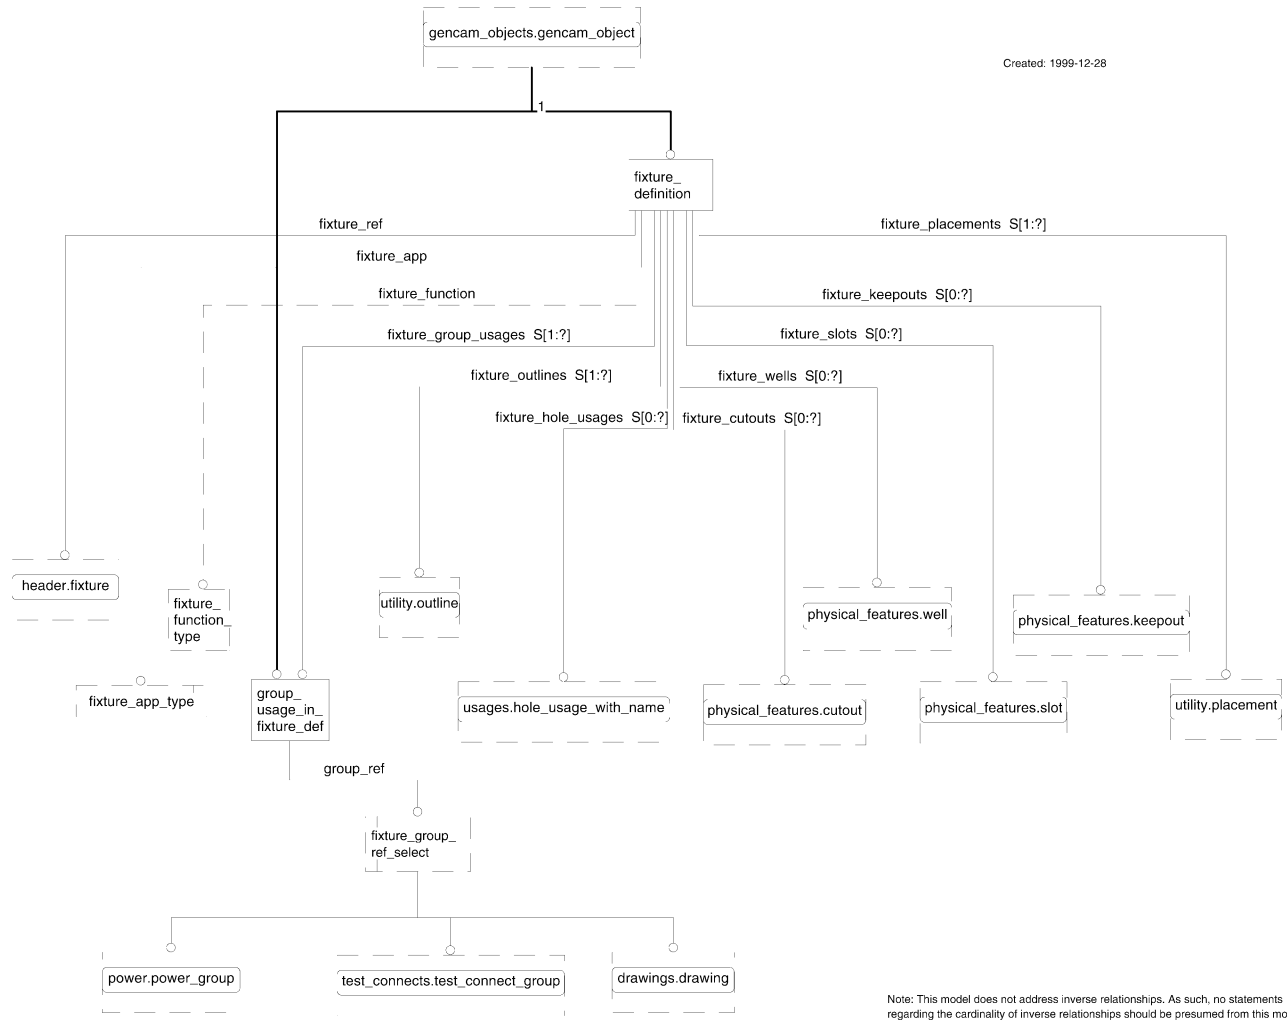 gencam_objects.gencam_object
Created: 1999-12-28
1
fixture_
definition
fixture_ref
fixture_placements S[1:?]
fixture_app
fixture_function
fixture_keepouts S[0:?]
fixture_group_usages S[1:?]
fixture_slots S[0:?]
fixture_outlines S[1:?]
fixture_wells S[0:?]
fixture_hole_usages S[0:?]
fixture_cutouts S[0:?]
header.fixture
fixture_
function_
type
utility.outline
physical_features.well
physical_features.keepout
fixture_app_type
group_
usage_in_
fixture_def
usages.hole_usage_with_name
physical_features.cutout
physical_features.slot
utility.placement
group_ref
fixture_group_
ref_select
power.power_group
test_connects.test_connect_group
drawings.drawing
Note: This model does not address inverse relationships. As such, no statements
regarding the cardinality of inverse relationships should be presumed from this mo